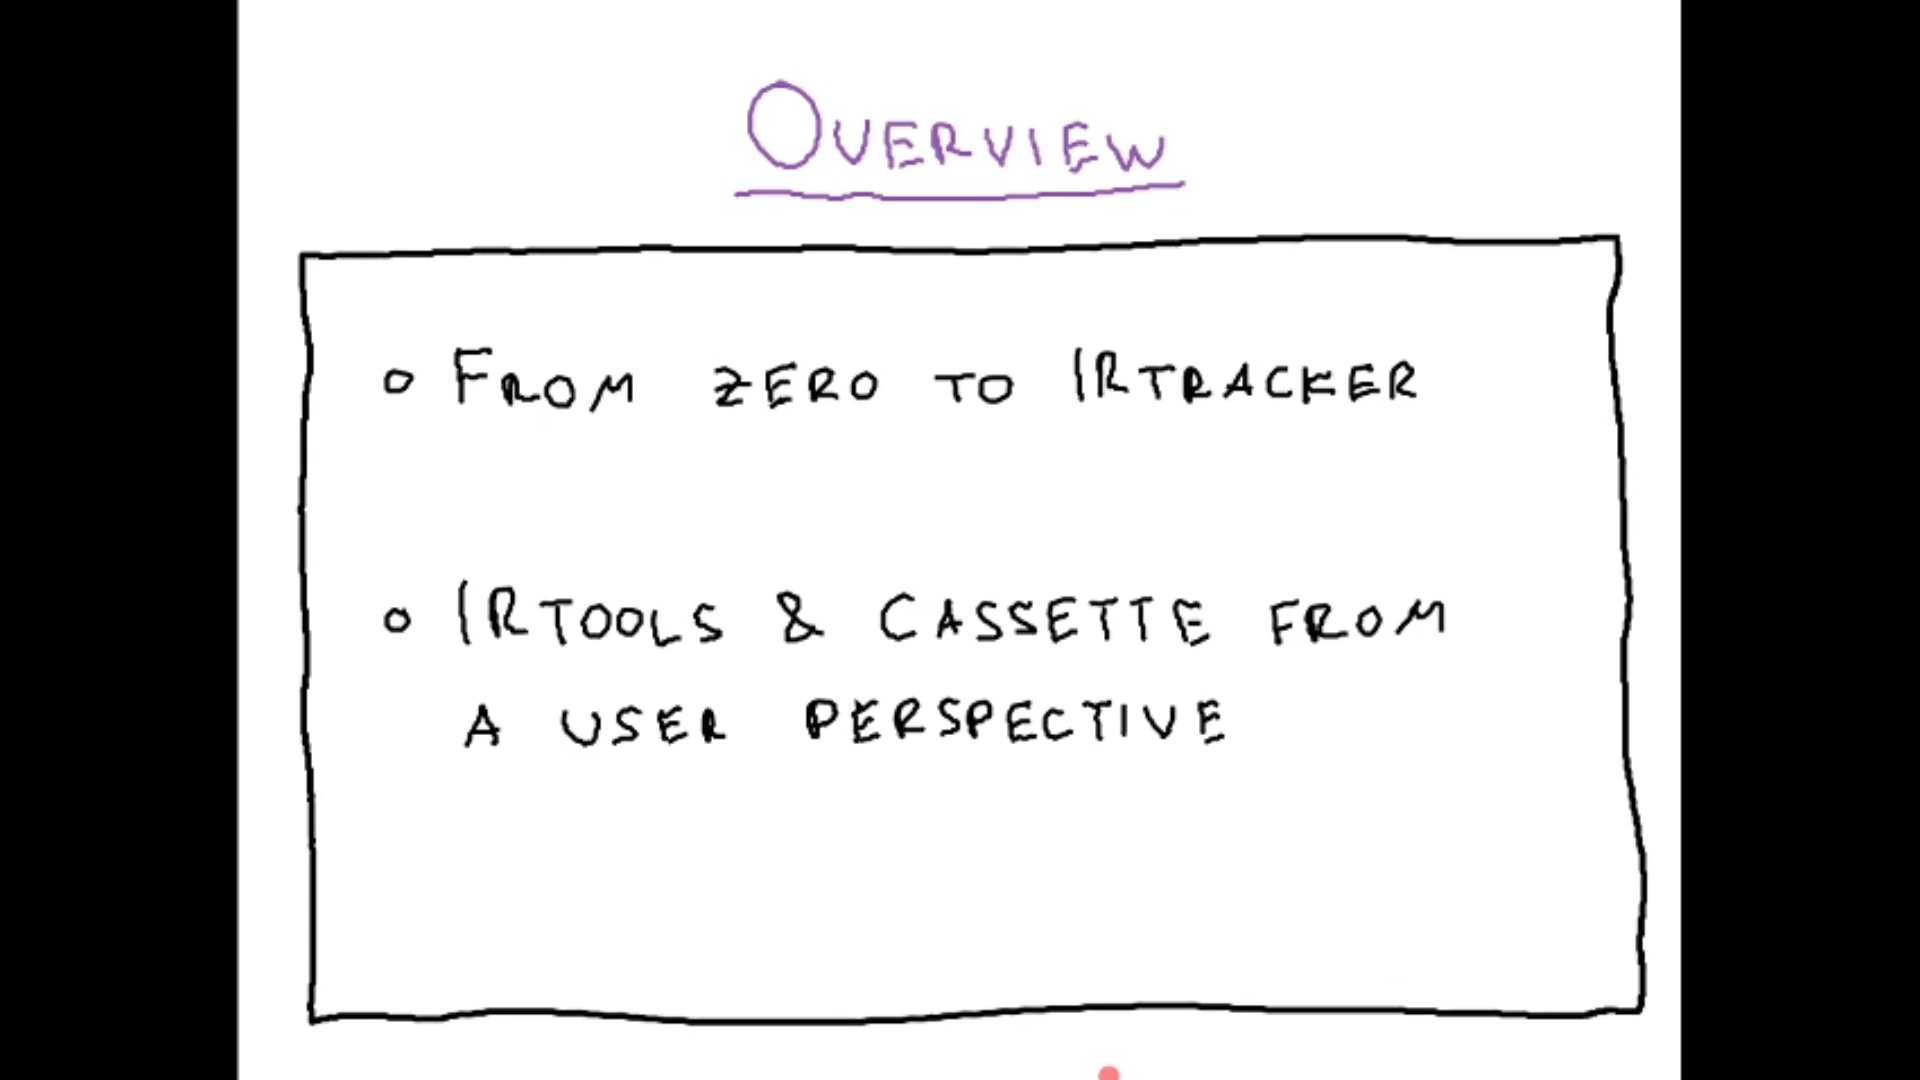 OVERVIEW
o FROM ZERO TO IRTRACKER
o IRTOOLS & CASSETTE FROM
A USER PERSPECTIVE